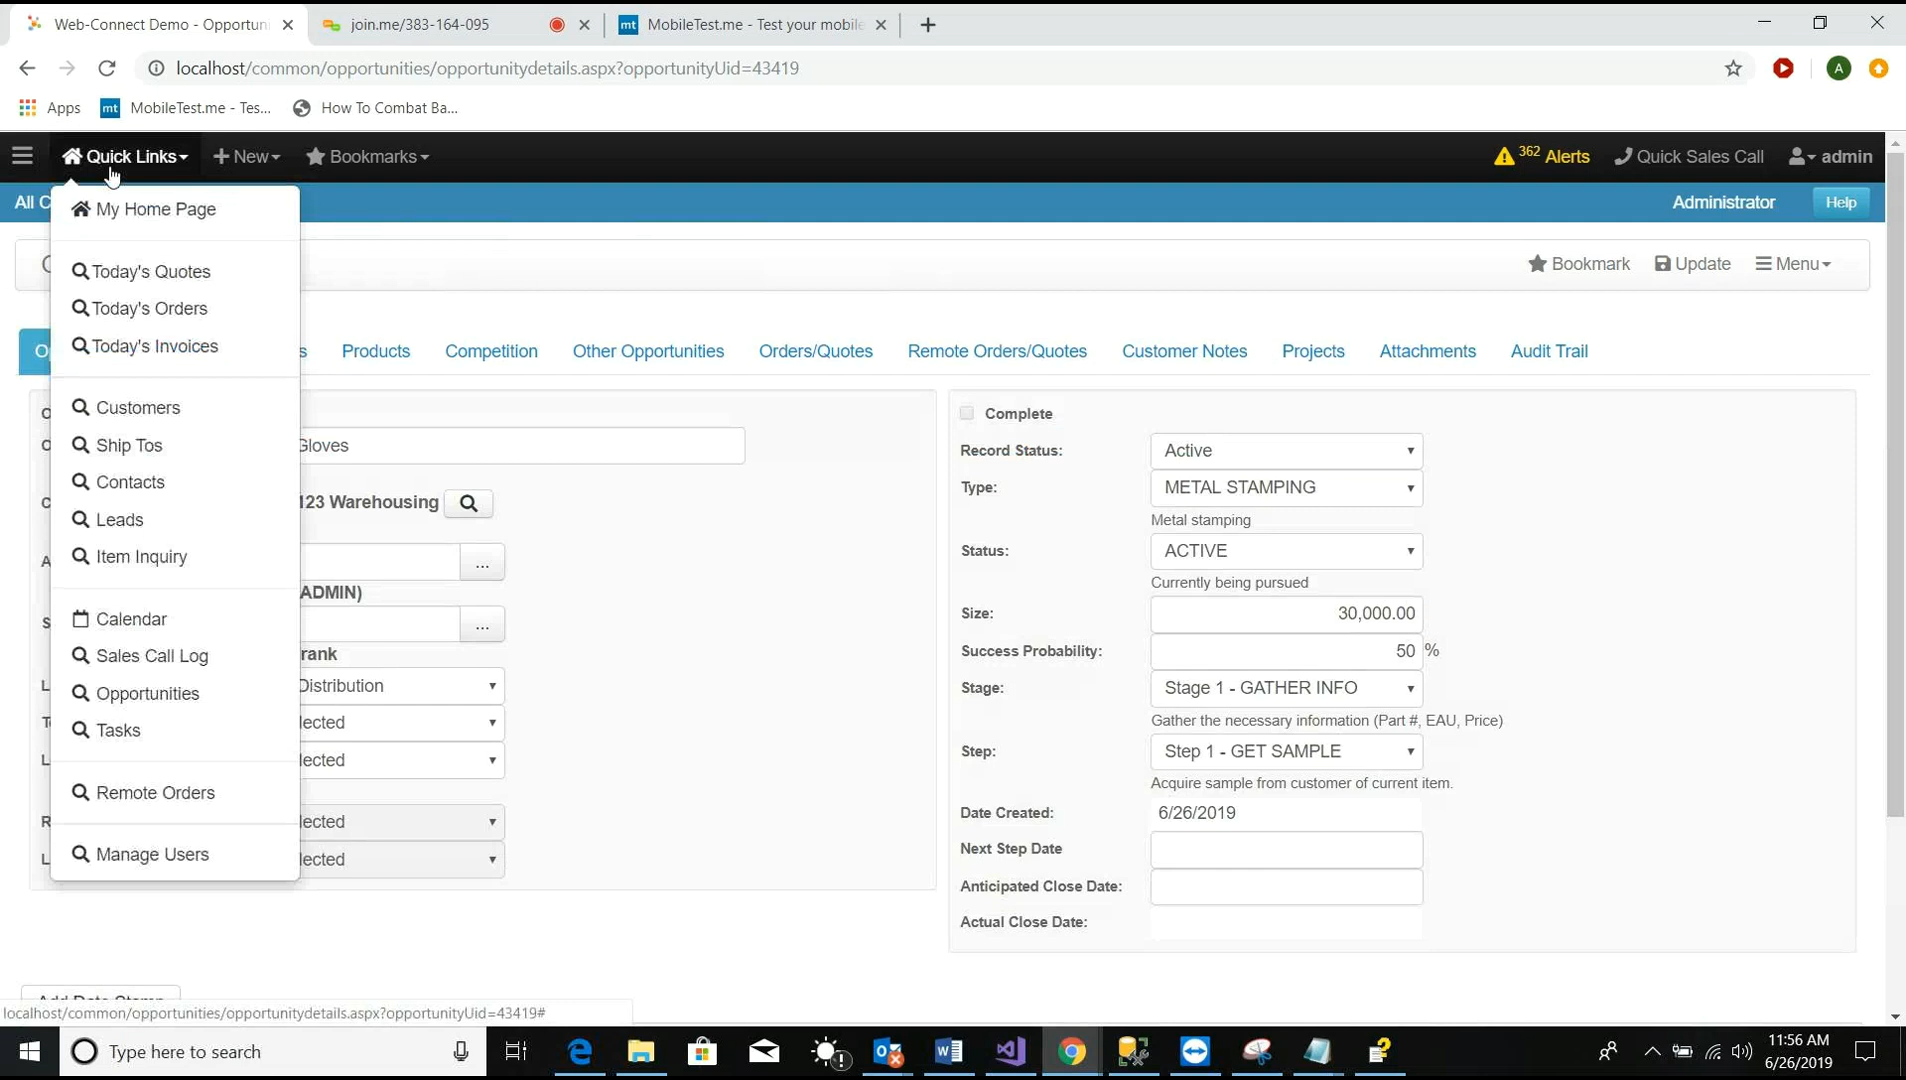 Web-Connect Demo - Opportun
join.me/383-164-095
mt MobileTest.me - Test your mobile
localhost/common/opportunities/opportunitydetails.aspx?opportunityUid=43419
A
Apps
mt MobileTest.me - Tes...
How To Combat Ba...
Quick Links
New
Bookmarks
362 Alerts
Quick Sales Call
admin
All C
Administrator
Help
My Home Page
Today's Quotes
Today's Orders
Today's Invoices
Customers
Ship Tos
Contacts
Leads
Item Inquiry
Calendar
Sales Call Log
Opportunities
Tasks
Remote Orders
Manage Users
Bookmark
Update
Menu
Products
Competition
Other Opportunities
Orders/Quotes
Remote Orders/Quotes
Customer Notes
Projects
Attachments
Audit Trail
Gloves
123 Warehousing
...
ADMIN)
...
rank
Distribution
lected
lected
lected
lected
Complete
Record Status: Active
Type: METAL STAMPING
Metal stamping
Status: ACTIVE
Currently being pursued
Size: 30,000.00
Success Probability: 50 %
Stage: Stage 1 - GATHER INFO
Gather the necessary information (Part #, EAU, Price)
Step: Step 1 - GET SAMPLE
Acquire sample from customer of current item.
Date Created: 6/26/2019
Next Step Date
Anticipated Close Date:
Actual Close Date:
Add Date Stamp
localhost/common/opportunities/opportunitydetails.aspx?opportunityUid=43419#
Type here to search
11:56 AM
6/26/2019